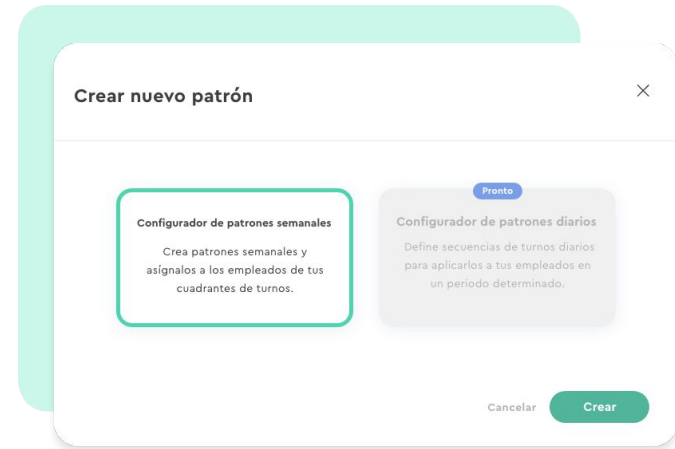 Crear nuevo patrón
Configurador de patrones semanales
Crea patrones semanales y
asígnalos a los empleados de tus
cuadrantes de turnos.
Pronto
Configurador de patrones diarios
Define secuencias de turnos diarios
para aplicarlos a tus empleados en
un periodo determinado.
Cancelar
Crear